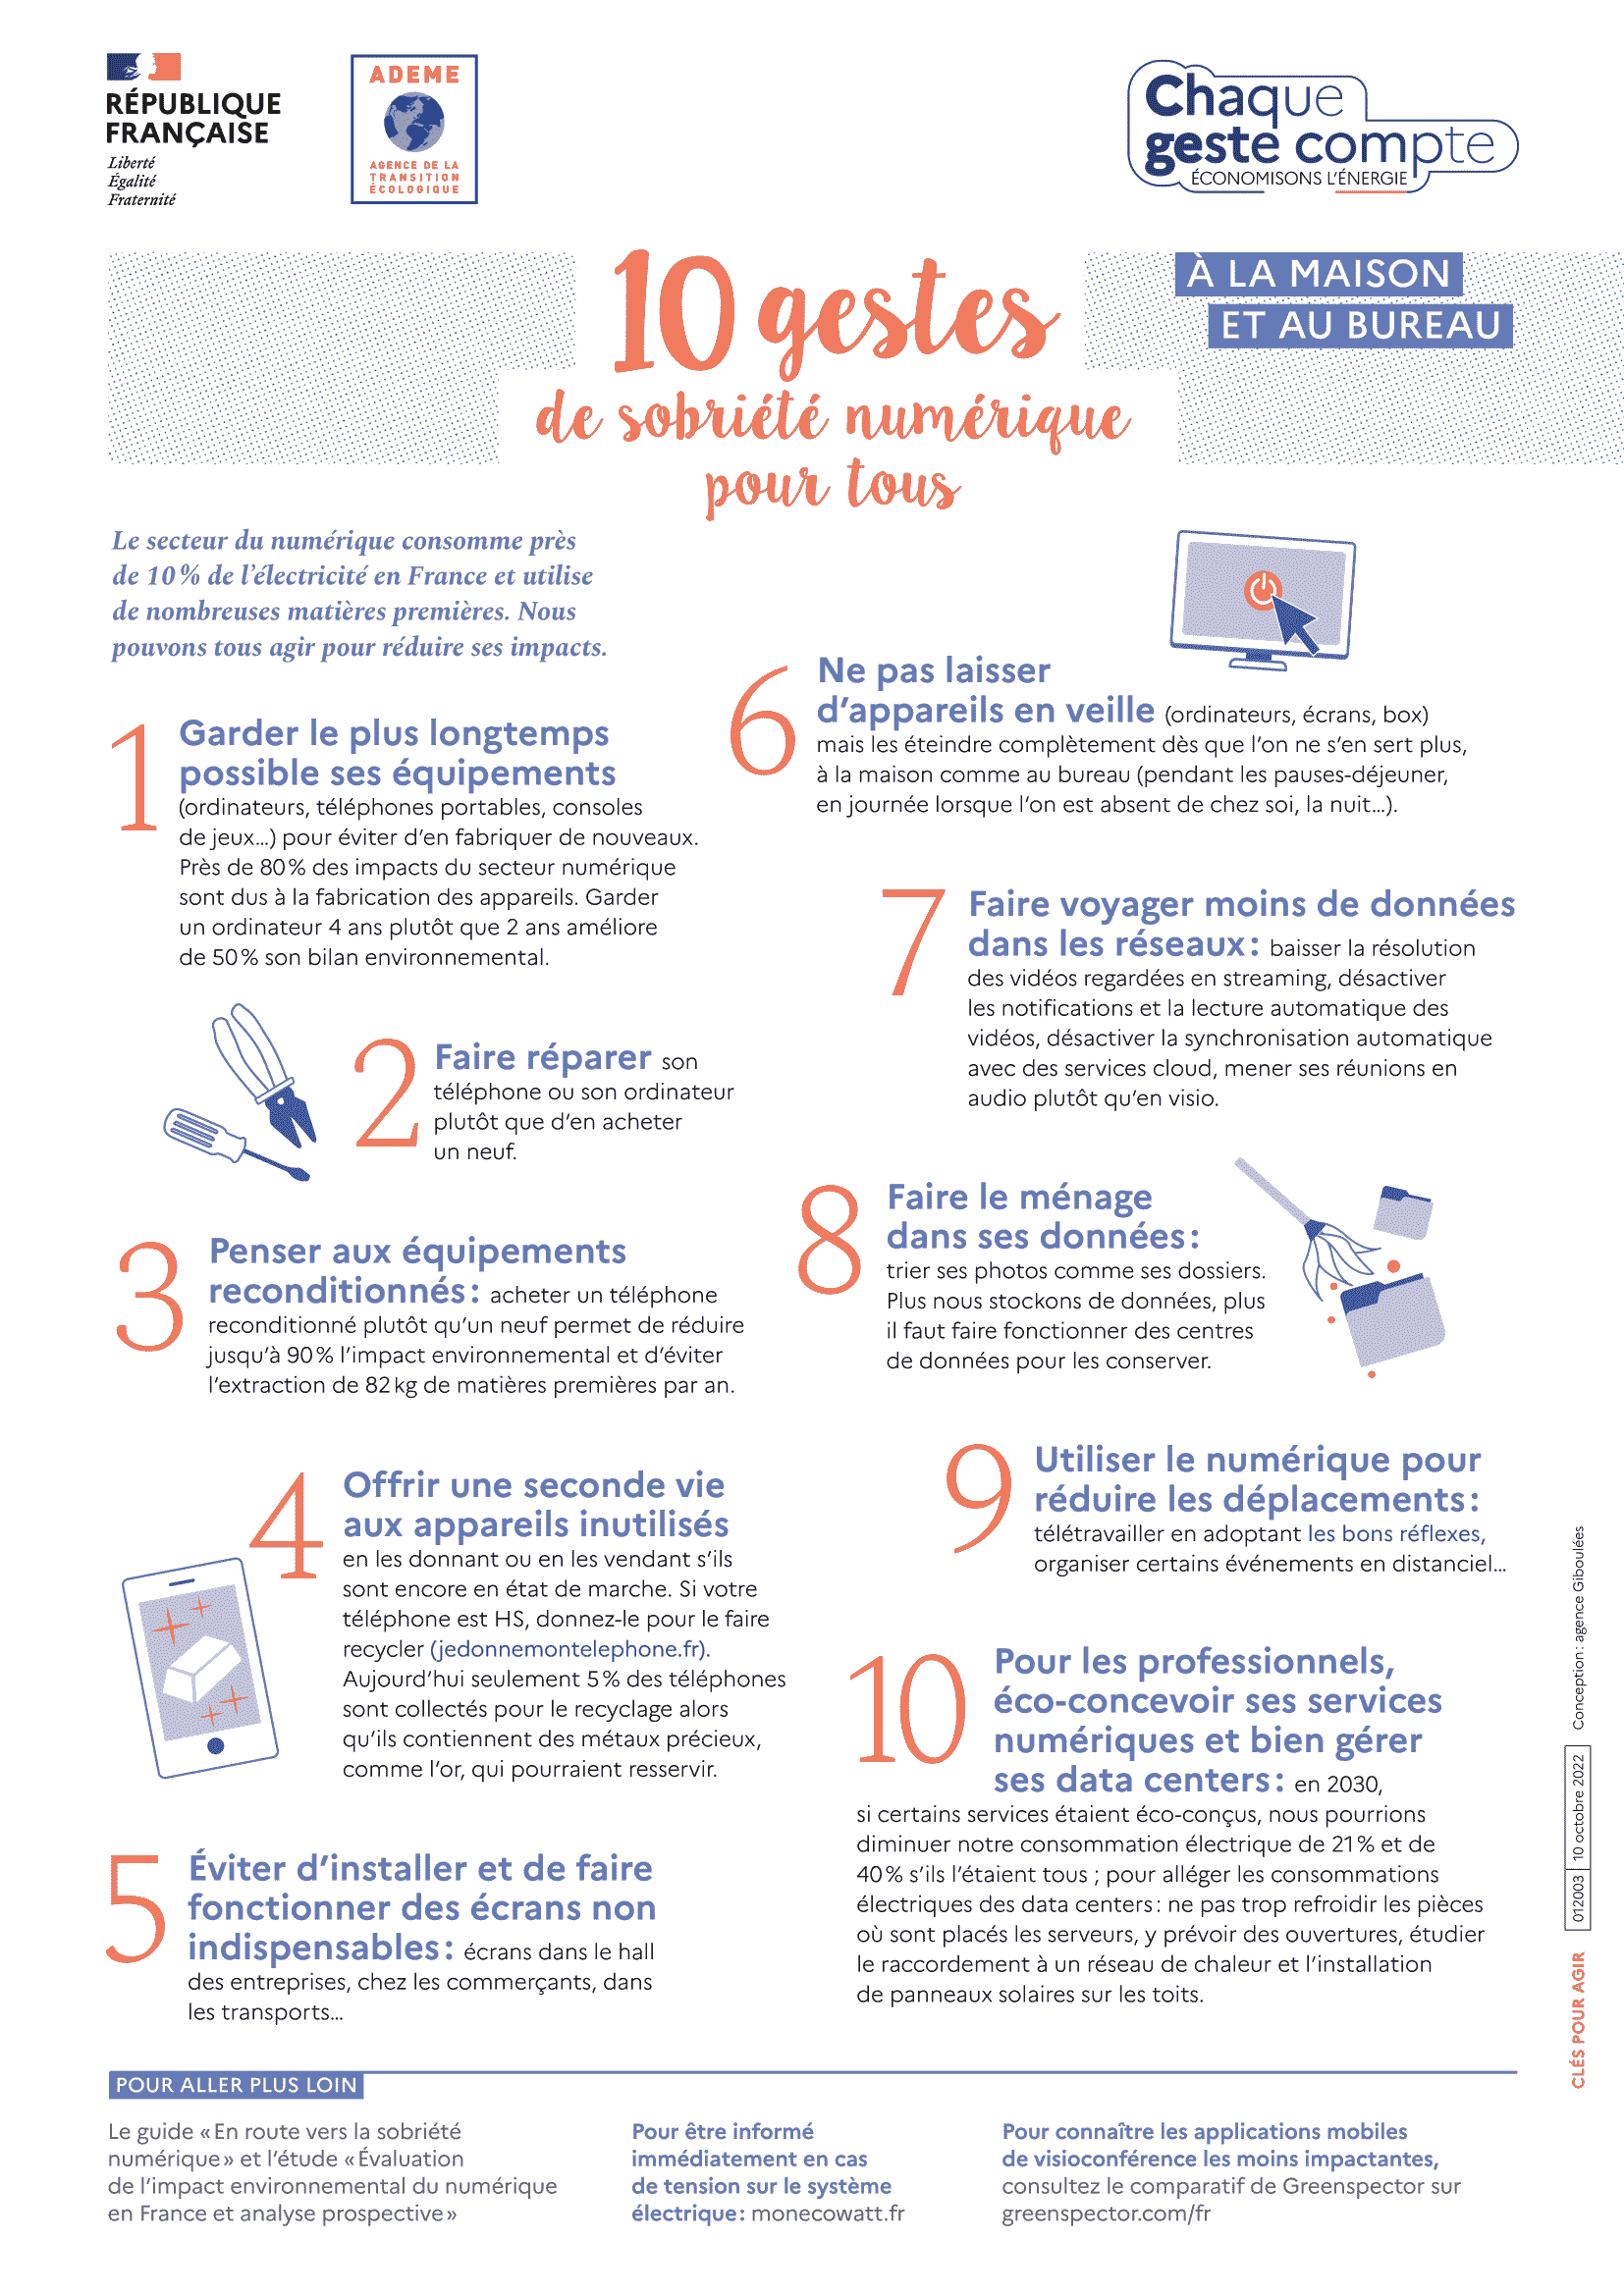 RÉPUBLIQUE
FRANÇAISE
Liberté
Égalité
Fraternité
ADEME
AGENCE DE LA
TRANSITION
ÉCOLOGIQUE
Chaque
geste compte
ÉCONOMISONS L'ÉNERGIE
10 gestes
de sobriété numérique
pour tous
À LA MAISON
ET AU BUREAU
Le secteur du numérique consomme près
de 10 % de l'électricité en France et utilise
de nombreuses matières premières. Nous
pouvons tous agir pour réduire ses impacts.
1
Garder le plus longtemps
possible ses équipements
(ordinateurs, téléphones portables, consoles
de jeux…) pour éviter d'en fabriquer de nouveaux.
Près de 80 % des impacts du secteur numérique
sont dus à la fabrication des appareils. Garder
un ordinateur 4 ans plutôt que 2 ans améliore
de 50 % son bilan environnemental.
2
Faire réparer son
téléphone ou son ordinateur
plutôt que d'en acheter
un neuf.
3
Penser aux équipements
reconditionnés : acheter un téléphone
reconditionné plutôt qu'un neuf permet de réduire
jusqu'à 90 % l'impact environnemental et d'éviter
l'extraction de 82 kg de matières premières par an.
4
Offrir une seconde vie
aux appareils inutilisés
en les donnant ou en les vendant s'ils
sont encore en état de marche. Si votre
téléphone est HS, donnez-le pour le faire
recycler (jedonnemontelephone.fr).
Aujourd'hui seulement 5 % des téléphones
sont collectés pour le recyclage alors
qu'ils contiennent des métaux précieux,
comme l'or, qui pourraient resservir.
5
Éviter d'installer et de faire
fonctionner des écrans non
indispensables : écrans dans le hall
des entreprises, chez les commerçants, dans
les transports…
6
Ne pas laisser
d'appareils en veille (ordinateurs, écrans, box)
mais les éteindre complètement dès que l'on ne s'en sert plus,
à la maison comme au bureau (pendant les pauses-déjeuner,
en journée lorsque l'on est absent de chez soi, la nuit…).
7
Faire voyager moins de données
dans les réseaux : baisser la résolution
des vidéos regardées en streaming, désactiver
les notifications et la lecture automatique des
vidéos, désactiver la synchronisation automatique
avec des services cloud, mener ses réunions en
audio plutôt qu'en visio.
8
Faire le ménage
dans ses données :
trier ses photos comme ses dossiers.
Plus nous stockons de données, plus
il faut faire fonctionner des centres
de données pour les conserver.
9
Utiliser le numérique pour
réduire les déplacements :
télétravailler en adoptant les bons réflexes,
organiser certains événements en distanciel…
10
Pour les professionnels,
éco-concevoir ses services
numériques et bien gérer
ses data centers : en 2030,
si certains services étaient éco-conçus, nous pourrions
diminuer notre consommation électrique de 21 % et de
40 % s'ils l'étaient tous ; pour alléger les consommations
électriques des data centers : ne pas trop refroidir les pièces
où sont placés les serveurs, y prévoir des ouvertures, étudier
le raccordement à un réseau de chaleur et l'installation
de panneaux solaires sur les toits.
CLÉS POUR AGIR 012003 10 octobre 2022 Conception : agence Giboulées
POUR ALLER PLUS LOIN
Le guide « En route vers la sobriété
numérique » et l'étude « Évaluation
de l'impact environnemental du numérique
en France et analyse prospective »
Pour être informé
immédiatement en cas
de tension sur le système
électrique : monecowatt.fr
Pour connaître les applications mobiles
de visioconférence les moins impactantes,
consultez le comparatif de Greenspector sur
greenspector.com/fr